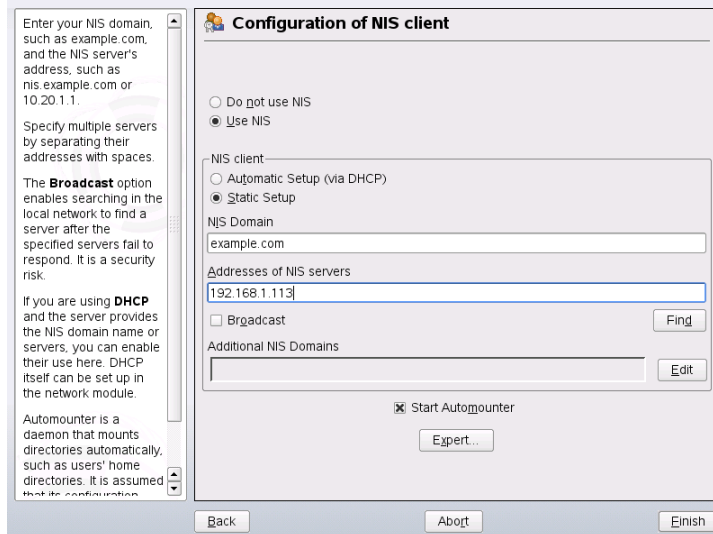 Enter your NIS domain,
such as example.com,
and the NIS server's
address, such as
nis.example.com or
10.20.1.1.
Specify multiple servers
by separating their
addresses with spaces.
The Broadcast option
enables searching in the
local network to find a
server after the
specified servers fail to
respond. It is a security
risk.
If you are using DHCP
and the server provides
the NIS domain name or
servers, you can enable
their use here. DHCP
itself can be set up in
the network module.
Automounter is a
daemon that mounts
directories automatically,
such as users' home
directories. It is assumed
that its configuration
Configuration of NIS client
Do not use NIS
Use NIS
NIS client
Automatic Setup (via DHCP)
Static Setup
NIS Domain
example.com
Addresses of NIS servers
192.168.1.113
Broadcast
Find
Additional NIS Domains
Edit
Start Automounter
Expert...
Back
Abort
Finish